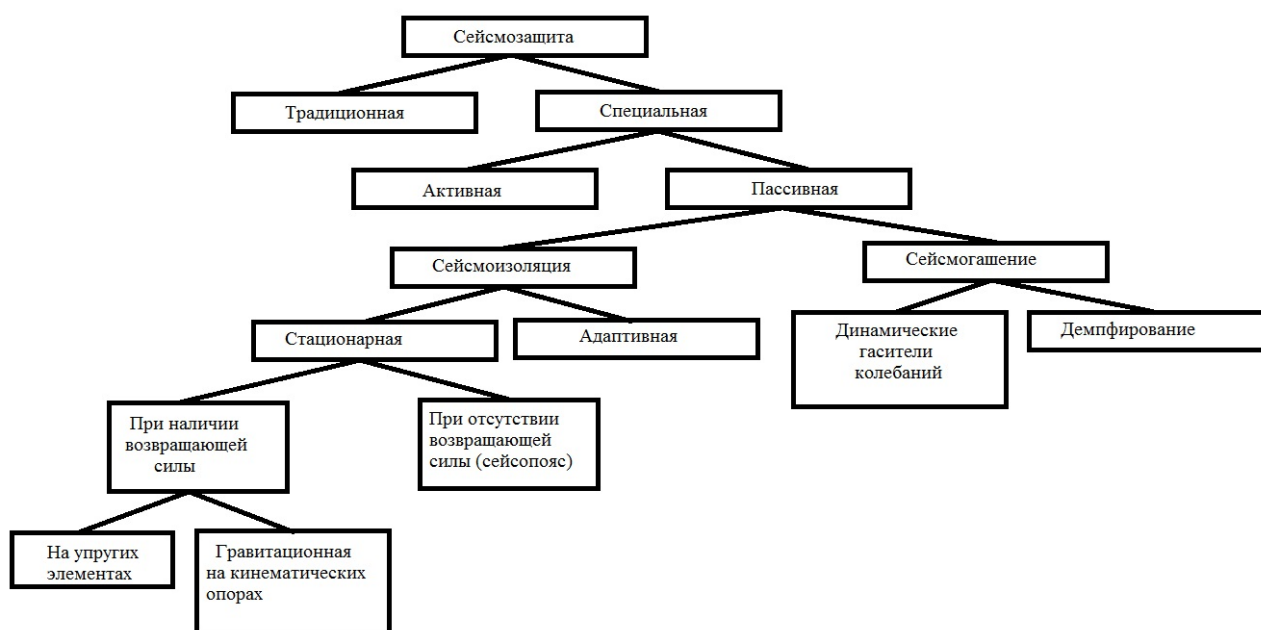 Сейсмозащита
Традиционная
Специальная
Активная
Пассивная
Сейсмоизоляция
Сейсмогашение
Стационарная
Адаптивная
Динамические
гасители
колебаний
Демпфирование
При наличии
возвращающей
силы
При отсутствии
возвращающей
силы (сейсопояс)
На упругих
элементах
Гравитационная
на кинематических
опорах